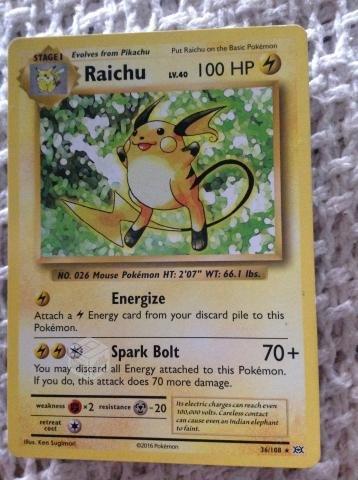 STAGE 1 Evolves from Pikachu Put Raichu on the Basic Pokémon
Raichu LV.40 100 HP
NO. 026 Mouse Pokémon HT: 2'07" WT: 66.1 lbs.
Energize
Attach a Energy card from your discard pile to this
Pokémon.
Spark Bolt 70+
You may discard all Energy attached to this Pokémon.
If you do, this attack does 70 more damage.
weakness ×2 resistance -20
retreat
cost
Its electric charges can reach even
100,000 volts. Careless contact
can cause even an Indian elephant
to faint.
Illus. Ken Sugimori ©2016 Pokémon 36/108 ★ XY